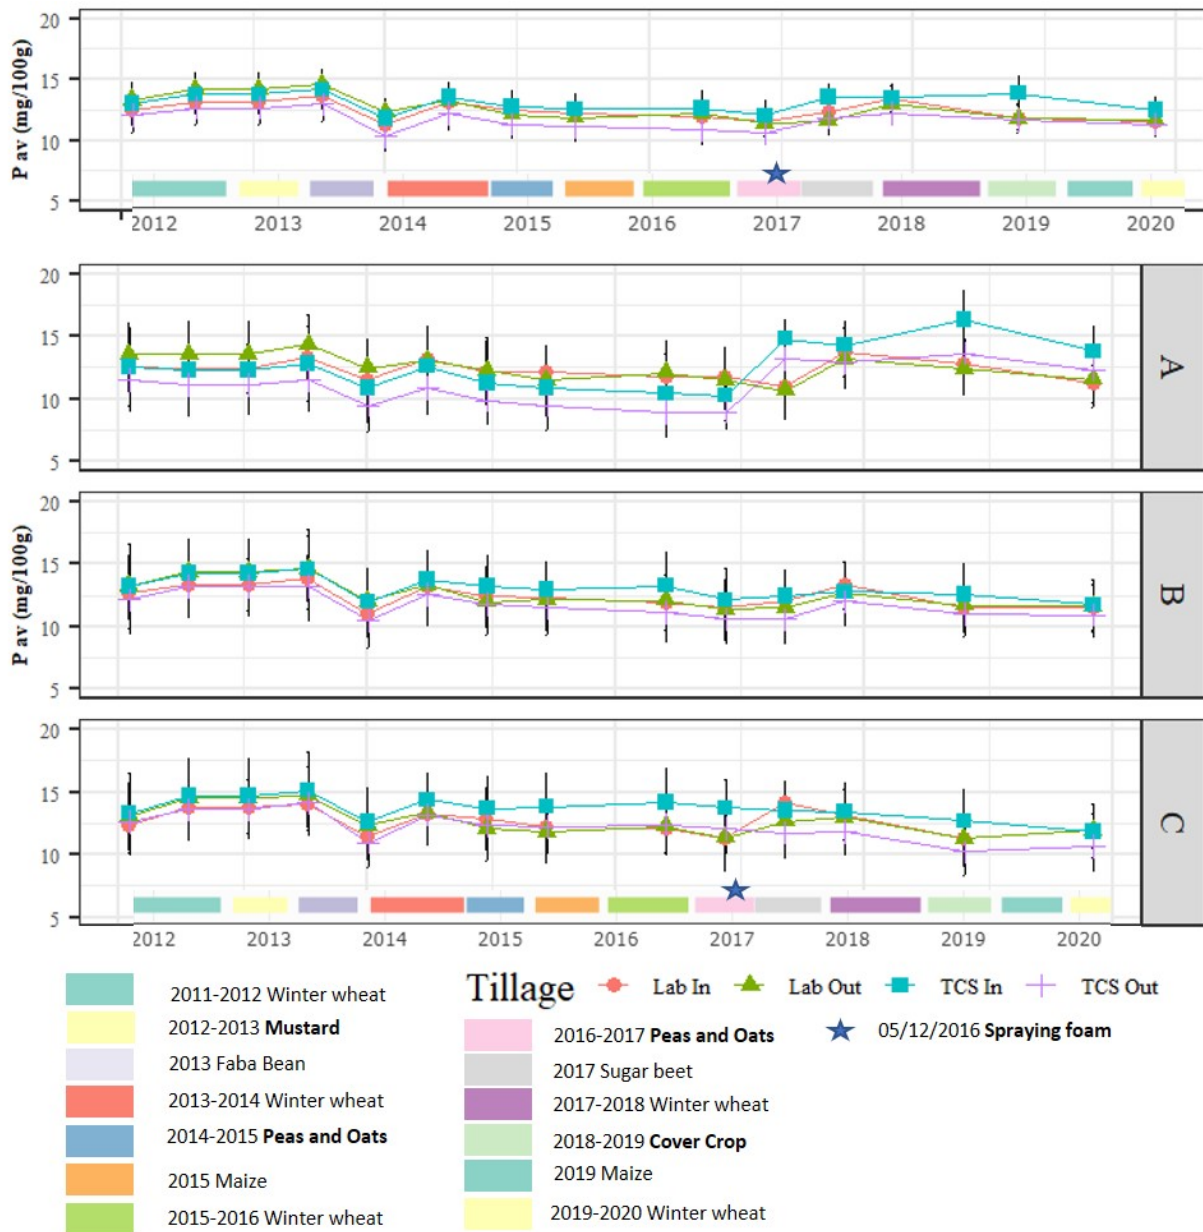 20
15
10
5
P av (mg/100g)
2012 2013 2014 2015 2016 2017 2018 2019 2020
20
15
10
5
A
20
15
10
5
P av (mg/100g)
B
20
15
10
5
C
2012 2013 2014 2015 2016 2017 2018 2019 2020
Tillage Lab In Lab Out TCS In TCS Out
2011-2012 Winter wheat
2012-2013 Mustard
2013 Faba Bean
2013-2014 Winter wheat
2014-2015 Peas and Oats
2015 Maize
2015-2016 Winter wheat
2016-2017 Peas and Oats
2017 Sugar beet
2017-2018 Winter wheat
2018-2019 Cover Crop
2019 Maize
2019-2020 Winter wheat
05/12/2016 Spraying foam